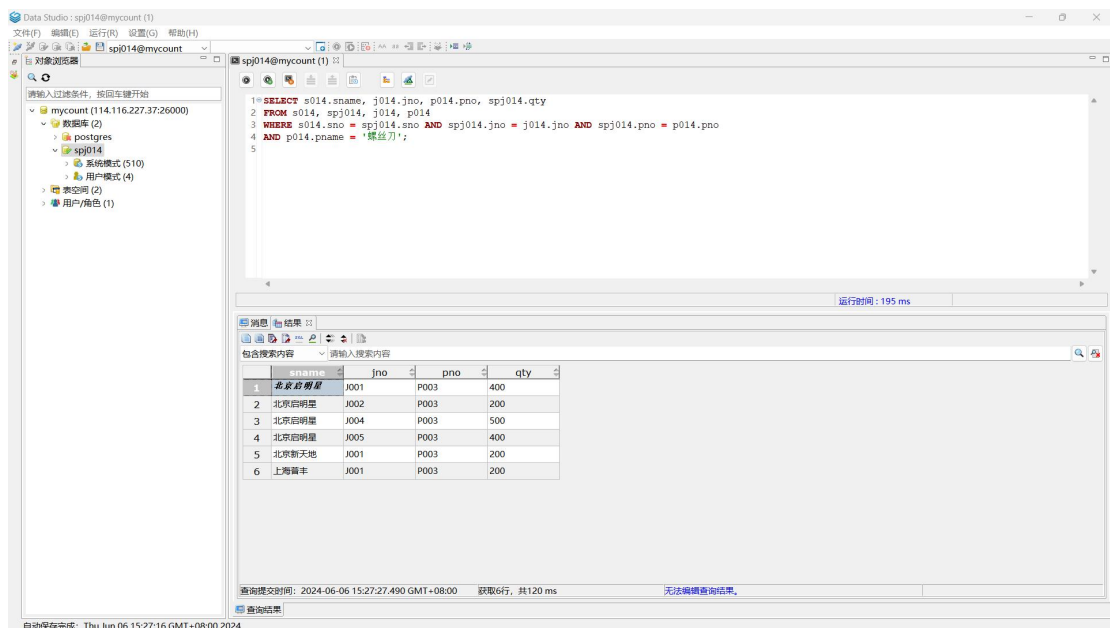 Data Studio : spj014@mycount (1)
文件(F) 编辑(E) 运行(R) 设置(G) 帮助(H)
spj014@mycount
对象浏览器
spj014@mycount (1)
请输入过滤条件，按回车键开始
mycount (114.116.227.37:26000)
数据库 (2)
postgres
spj014
系统模式 (510)
用户模式 (4)
表空间 (2)
用户/角色 (1)
1 SELECT s014.sname, j014.jno, p014.pno, spj014.qty
2 FROM s014, spj014, j014, p014
3 WHERE s014.sno = spj014.sno AND spj014.jno = j014.jno AND spj014.pno = p014.pno
4 AND p014.pname = '螺丝刀';
5
运行时间 : 195 ms
消息 结果
包含搜索内容 请输入搜索内容
sname jno pno qty
1 北京启明星 J001 P003 400
2 北京启明星 J002 P003 200
3 北京启明星 J004 P003 500
4 北京启明星 J005 P003 400
5 北京新天地 J001 P003 200
6 上海普丰 J001 P003 200
查询提交时间：2024-06-06 15:27:27.490 GMT+08:00 获取6行，共120 ms 无法编辑查询结果。
查询结果
自动保存完成：Thu Jun 06 15:27:16 GMT+08:00 2024